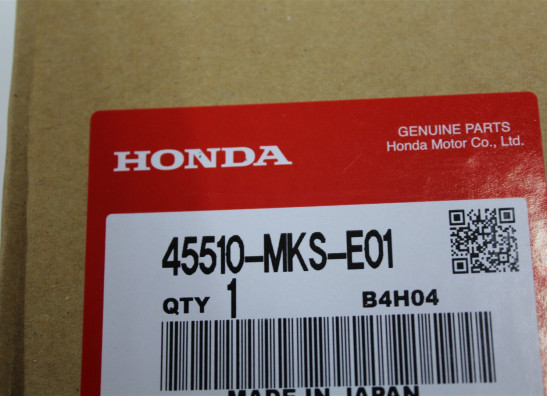 GENUINE PARTS
HONDA
Honda Motor Co., Ltd.
45510-MKS-E01
QTY 1 B4H04
MADE IN JAPAN